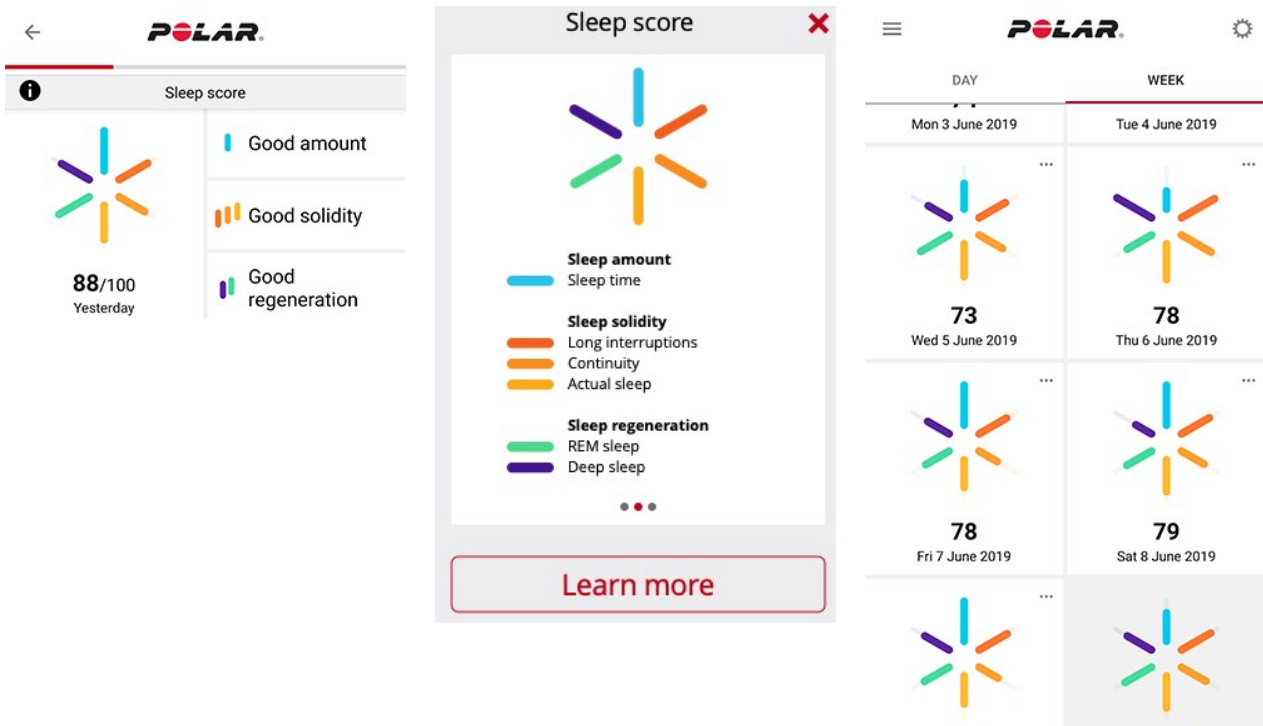 POLAR.
Sleep score
Good amount
Good solidity
Good
regeneration
88/100
Yesterday
Sleep score
Sleep amount
Sleep time
Sleep solidity
Long interruptions
Continuity
Actual sleep
Sleep regeneration
REM sleep
Deep sleep
Learn more
POLAR.
DAY
WEEK
Mon 3 June 2019
Tue 4 June 2019
73
Wed 5 June 2019
78
Thu 6 June 2019
78
Fri 7 June 2019
79
Sat 8 June 2019